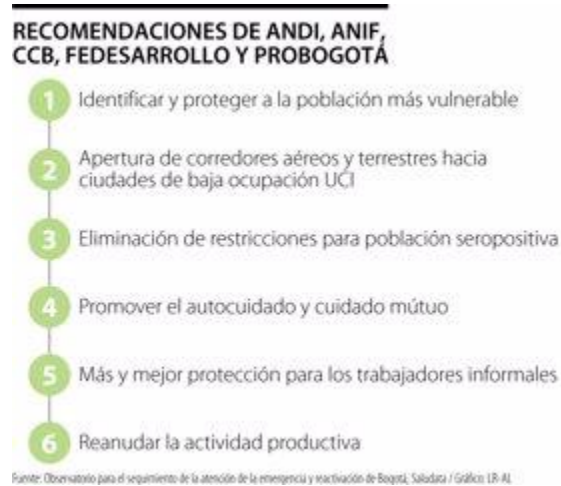 RECOMENDACIONES DE ANDI, ANIF,
CCB, FEDESARROLLO Y PROBOGOTÁ
1 Identificar y proteger a la población más vulnerable
2 Apertura de corredores aéreos y terrestres hacia
ciudades de baja ocupación UCI
3 Eliminación de restricciones para población seropositiva
4 Promover el autocuidado y cuidado mútuo
5 Más y mejor protección para los trabajadores informales
6 Reanudar la actividad productiva
Fuente: Observatorio para el seguimiento de la atención de la emergencia y reactivación de Bogotá, Saludata / Gráfico: LR-AL